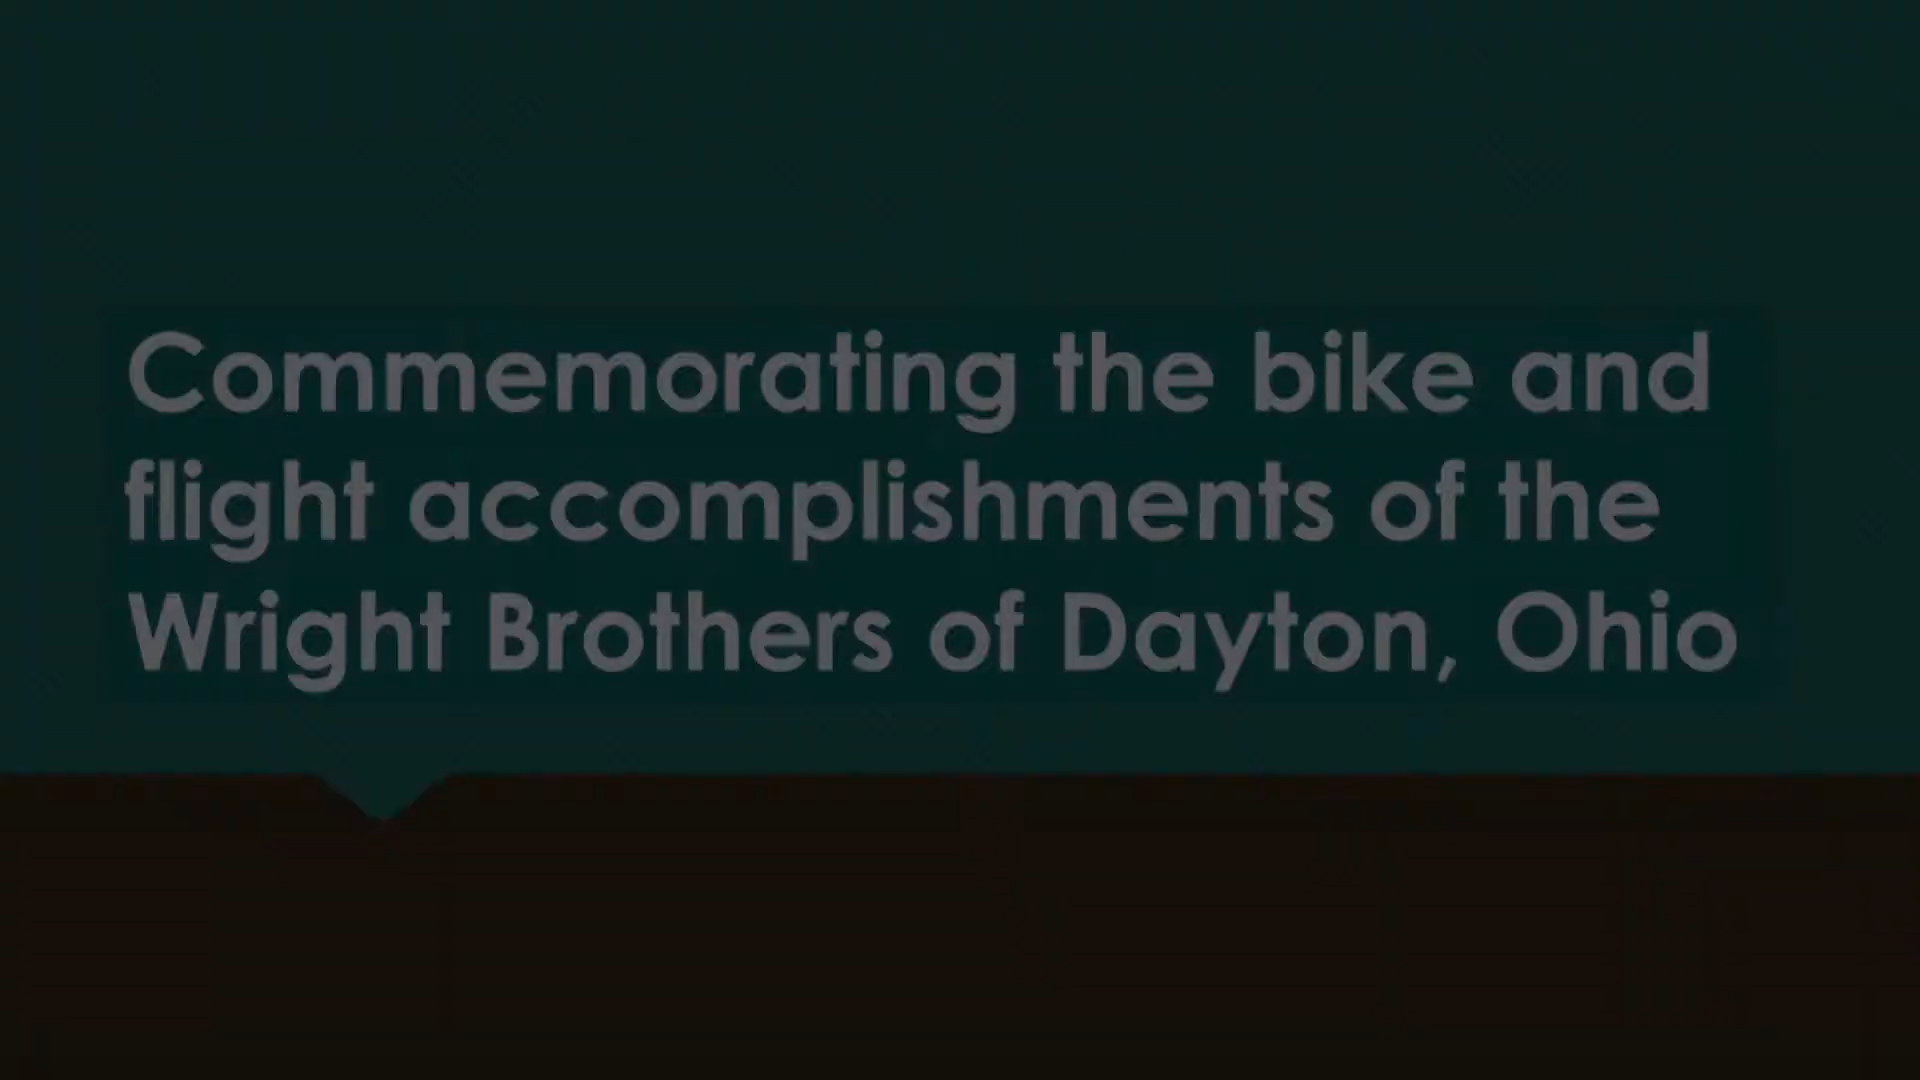 Commemorating the bike and
flight accomplishments of the
Wright Brothers of Dayton, Ohio